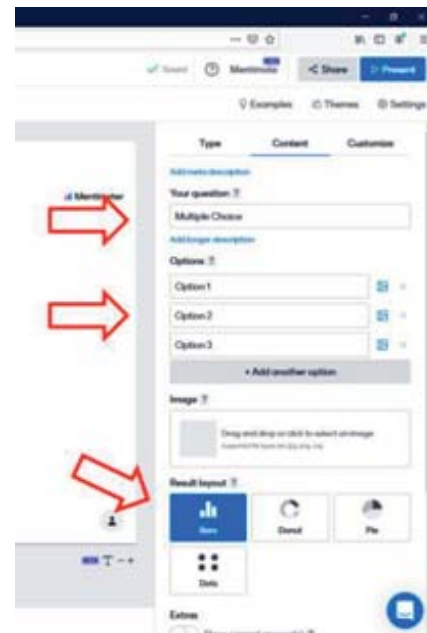 Saved Mentimote Share Present
Examples Themes Settings
Type Content Customize
Add meta description
Mentimeter
Your question
Multiple Choice
Add longer description
Options
Option 1
Option 2
Option 3
+ Add another option
Image
Drag and drop or click to select an image
Result layout
Bars Donut Pie
Dots
Extras